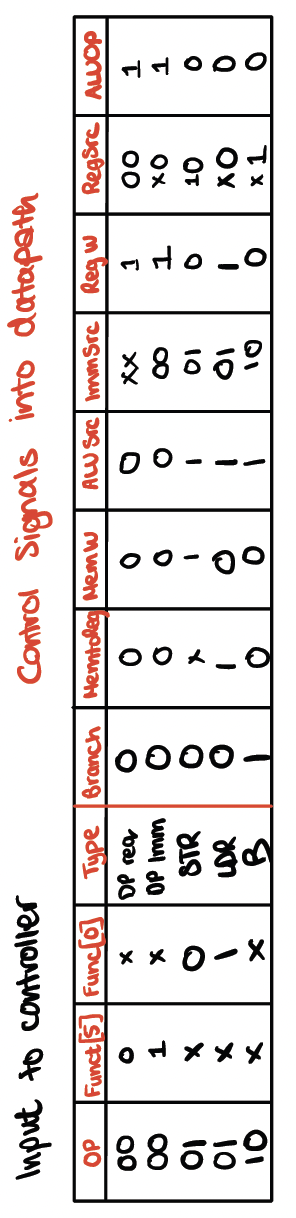 Input to controller Control Signals into datapath
OP Funct[5] Func[0] Type Branch MemtoReg MemW ALU Src ImmSrc Reg W RegSrc ALUOP
00 0 x DP reg 0 0 0 0 xx 1 00 1
00 1 x DP Imm 0 0 0 0 00 1 x0 1
01 x 0 STR 0 x 1 1 01 0 10 0
01 x 1 LDR 0 1 0 1 01 1 x0 0
10 x x B 1 0 0 1 10 0 x1 0